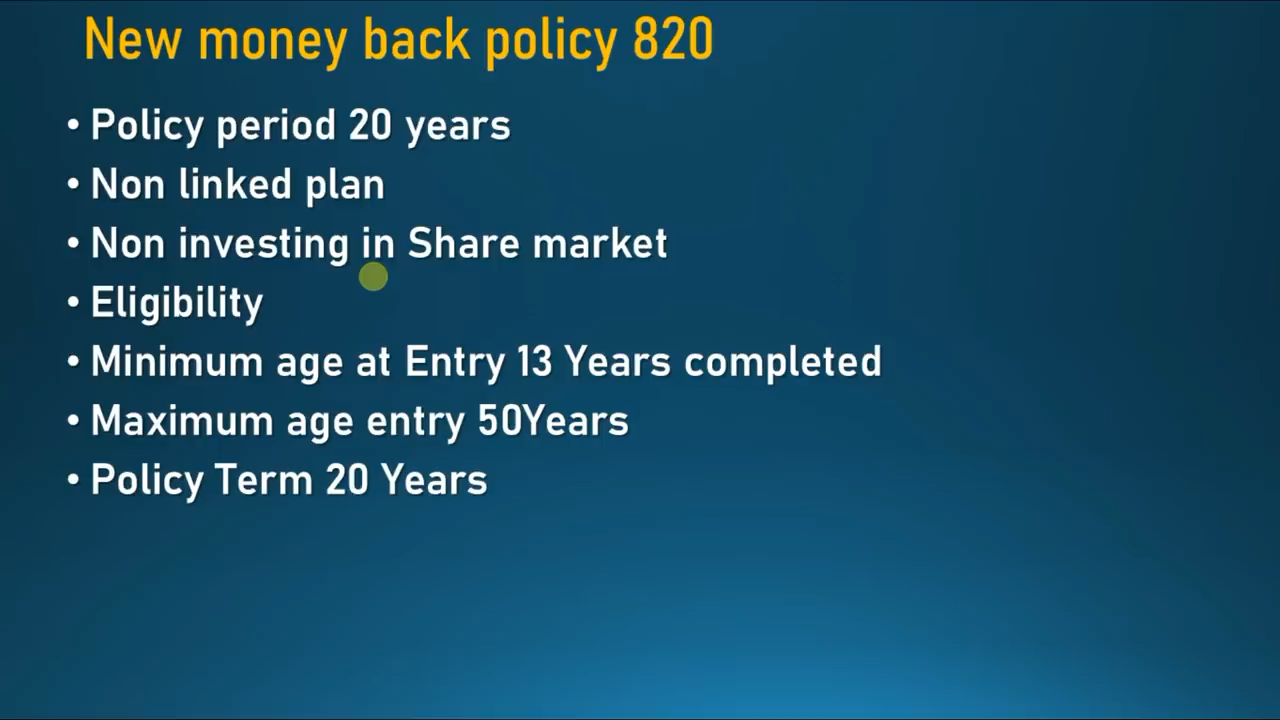 New money back policy 820
• Policy period 20 years
• Non linked plan
• Non investing in Share market
• Eligibility
• Minimum age at Entry 13 Years completed
• Maximum age entry 50Years
• Policy Term 20 Years